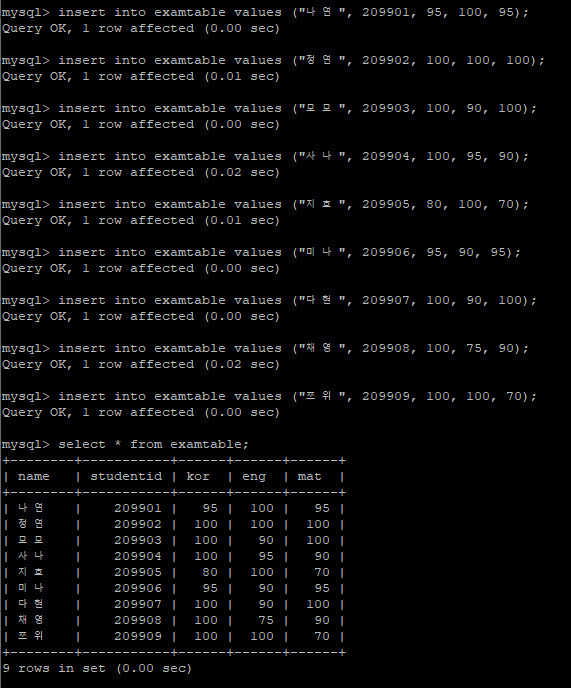 mysql> insert into examtable values ("나연", 209901, 95, 100, 95);
Query OK, 1 row affected (0.00 sec)
mysql> insert into examtable values ("정연", 209902, 100, 100, 100);
Query OK, 1 row affected (0.01 sec)
mysql> insert into examtable values ("모모", 209903, 100, 90, 100);
Query OK, 1 row affected (0.00 sec)
mysql> insert into examtable values ("사나", 209904, 100, 95, 90);
Query OK, 1 row affected (0.02 sec)
mysql> insert into examtable values ("지효", 209905, 80, 100, 70);
Query OK, 1 row affected (0.01 sec)
mysql> insert into examtable values ("미나", 209906, 95, 90, 95);
Query OK, 1 row affected (0.00 sec)
mysql> insert into examtable values ("다현", 209907, 100, 90, 100);
Query OK, 1 row affected (0.00 sec)
mysql> insert into examtable values ("채영", 209908, 100, 75, 90);
Query OK, 1 row affected (0.02 sec)
mysql> insert into examtable values ("쯔위", 209909, 100, 100, 70);
Query OK, 1 row affected (0.00 sec)
mysql> select * from examtable;
+--------+-----------+------+------+------+
| name   | studentid | kor  | eng  | mat  |
+--------+-----------+------+------+------+
| 나연   |    209901 |   95 |  100 |   95 |
| 정연   |    209902 |  100 |  100 |  100 |
| 모모   |    209903 |  100 |   90 |  100 |
| 사나   |    209904 |  100 |   95 |   90 |
| 지효   |    209905 |   80 |  100 |   70 |
| 미나   |    209906 |   95 |   90 |   95 |
| 다현   |    209907 |  100 |   90 |  100 |
| 채영   |    209908 |  100 |   75 |   90 |
| 쯔위   |    209909 |  100 |  100 |   70 |
+--------+-----------+------+------+------+
9 rows in set (0.00 sec)